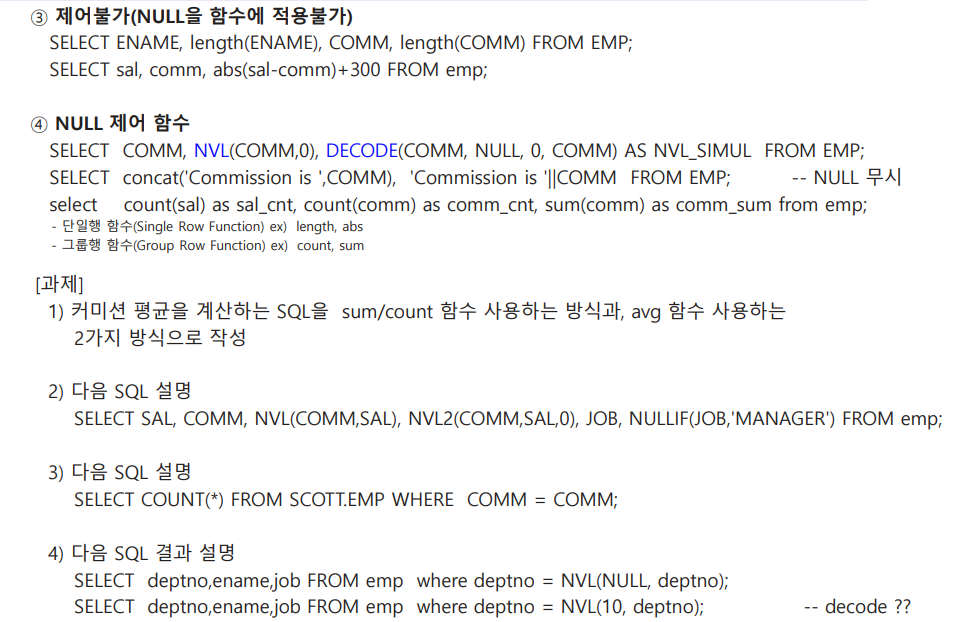 ③ 제어불가(NULL을 함수에 적용불가)
SELECT ENAME, length(ENAME), COMM, length(COMM) FROM EMP;
SELECT sal, comm, abs(sal-comm)+300 FROM emp;
④ NULL 제어 함수
SELECT COMM, NVL(COMM,0), DECODE(COMM, NULL, 0, COMM) AS NVL_SIMUL FROM EMP;
SELECT concat('Commission is ',COMM), 'Commission is '||COMM FROM EMP; -- NULL 무시
select count(sal) as sal_cnt, count(comm) as comm_cnt, sum(comm) as comm_sum from emp;
- 단일행 함수(Single Row Function) ex) length, abs
- 그룹행 함수(Group Row Function) ex) count, sum
[과제]
1) 커미션 평균을 계산하는 SQL을 sum/count 함수 사용하는 방식과, avg 함수 사용하는
2가지 방식으로 작성
2) 다음 SQL 설명
SELECT SAL, COMM, NVL(COMM,SAL), NVL2(COMM,SAL,0), JOB, NULLIF(JOB,'MANAGER') FROM emp;
3) 다음 SQL 설명
SELECT COUNT(*) FROM SCOTT.EMP WHERE COMM = COMM;
4) 다음 SQL 결과 설명
SELECT deptno,ename,job FROM emp where deptno = NVL(NULL, deptno);
SELECT deptno,ename,job FROM emp where deptno = NVL(10, deptno); -- decode ??